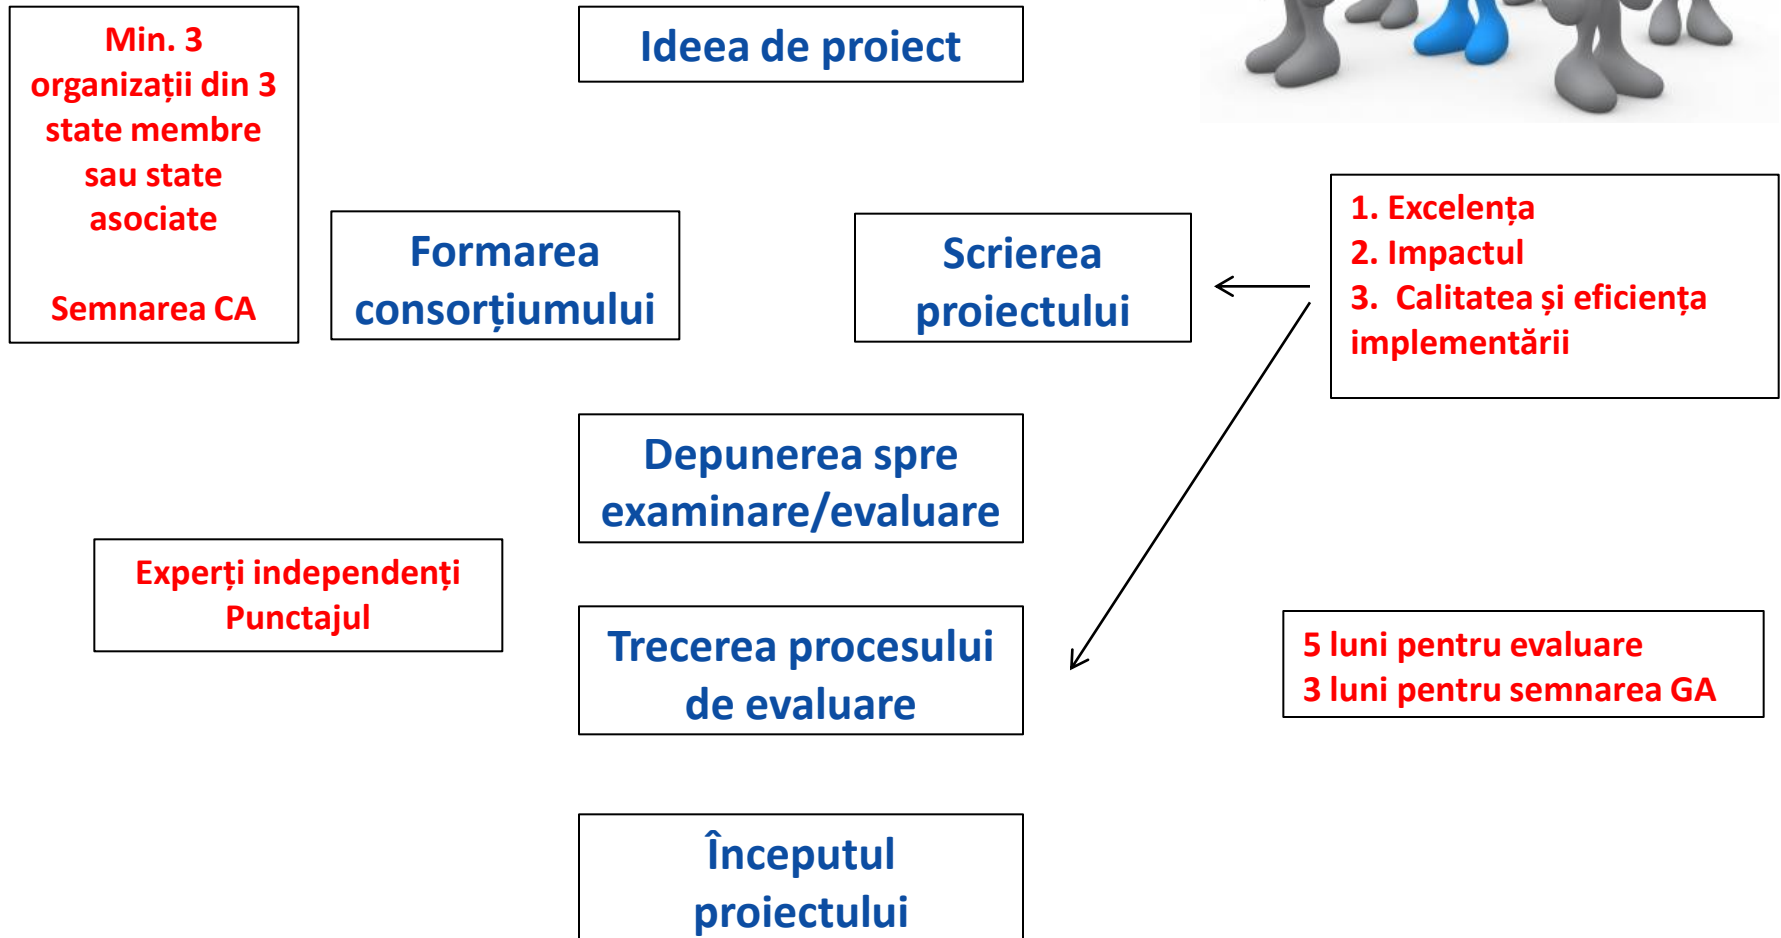 Min. 3
organizații din 3
state membre
sau state
asociate
Semnarea CA
Ideea de proiect
Formarea
consorțiumului
Scrierea
proiectului
1. Excelența
2. Impactul
3. Calitatea și eficiența
implementării
Depunerea spre
examinare/evaluare
Experți independenți
Punctajul
Trecerea procesului
de evaluare
5 luni pentru evaluare
3 luni pentru semnarea GA
Începutul
proiectului